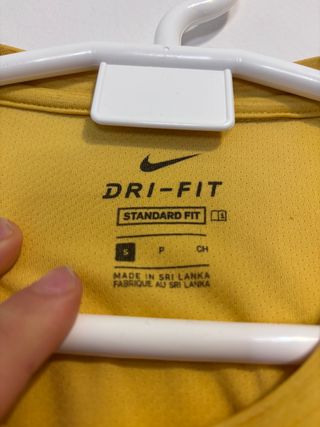 DRI-FIT
STANDARD FIT
S P CH
MADE IN SRI LANKA
FABRIQUE AU SRI LANKA